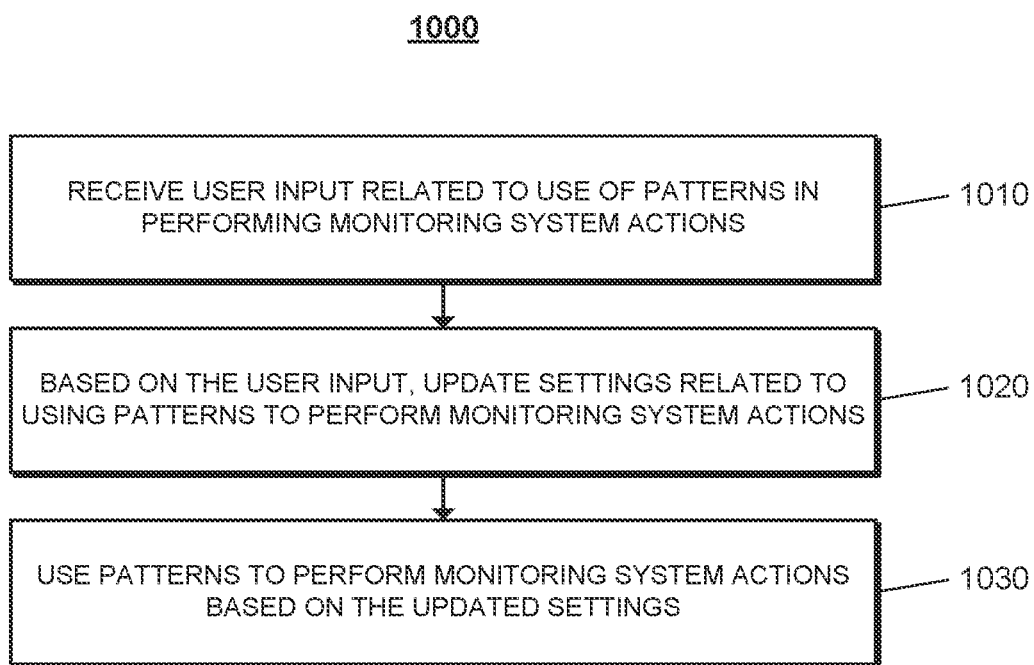 1000
RECEIVE USER INPUT RELATED TO USE OF PATTERNS IN
PERFORMING MONITORING SYSTEM ACTIONS
1010
BASED ON THE USER INPUT, UPDATE SETTINGS RELATED TO
USING PATTERNS TO PERFORM MONITORING SYSTEM ACTIONS
1020
USE PATTERNS TO PERFORM MONITORING SYSTEM ACTIONS
BASED ON THE UPDATED SETTINGS
1030